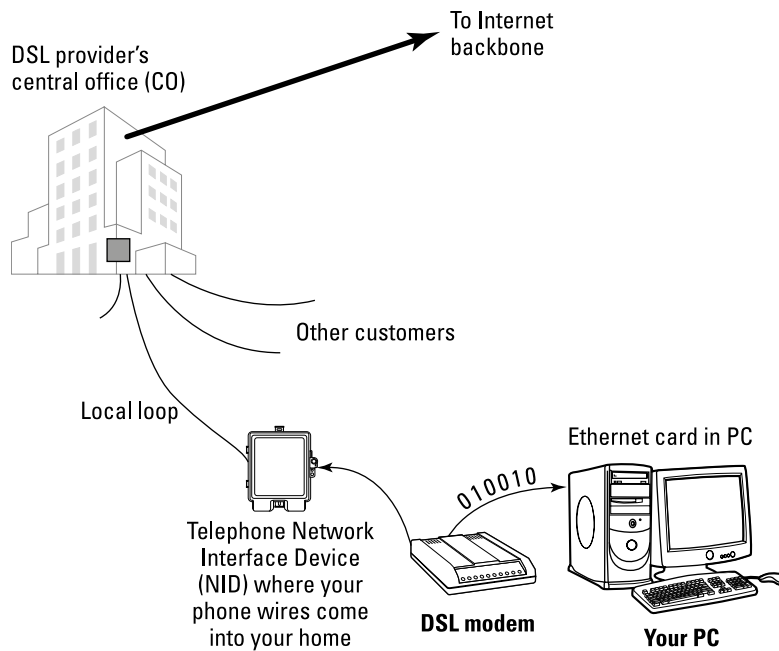 To Internet
backbone
DSL provider's
central office (CO)
Other customers
Local loop
Ethernet card in PC
010010
Telephone Network
Interface Device
(NID) where your
phone wires come
into your home
DSL modem
Your PC